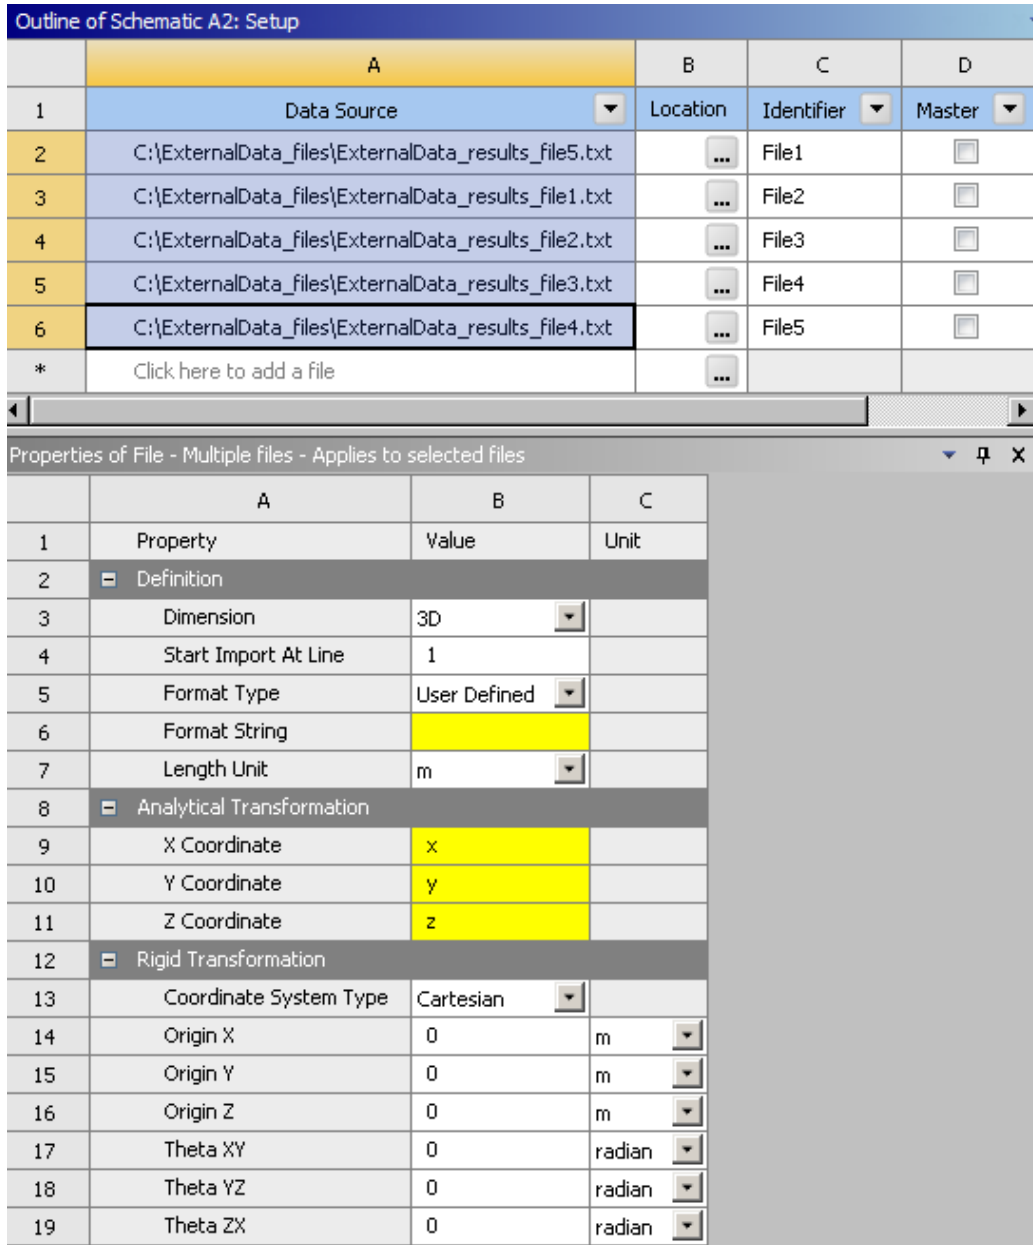 Outline of Schematic A2: Setup
A B C D
1 Data Source Location Identifier Master
2 C:\ExternalData_files\ExternalData_results_file5.txt ... File1
3 C:\ExternalData_files\ExternalData_results_file1.txt ... File2
4 C:\ExternalData_files\ExternalData_results_file2.txt ... File3
5 C:\ExternalData_files\ExternalData_results_file3.txt ... File4
6 C:\ExternalData_files\ExternalData_results_file4.txt ... File5
* Click here to add a file ...
Properties of File - Multiple files - Applies to selected files
A B C
1 Property Value Unit
2 Definition
3 Dimension 3D
4 Start Import At Line 1
5 Format Type User Defined
6 Format String
7 Length Unit m
8 Analytical Transformation
9 X Coordinate x
10 Y Coordinate y
11 Z Coordinate z
12 Rigid Transformation
13 Coordinate System Type Cartesian
14 Origin X 0 m
15 Origin Y 0 m
16 Origin Z 0 m
17 Theta XY 0 radian
18 Theta YZ 0 radian
19 Theta ZX 0 radian